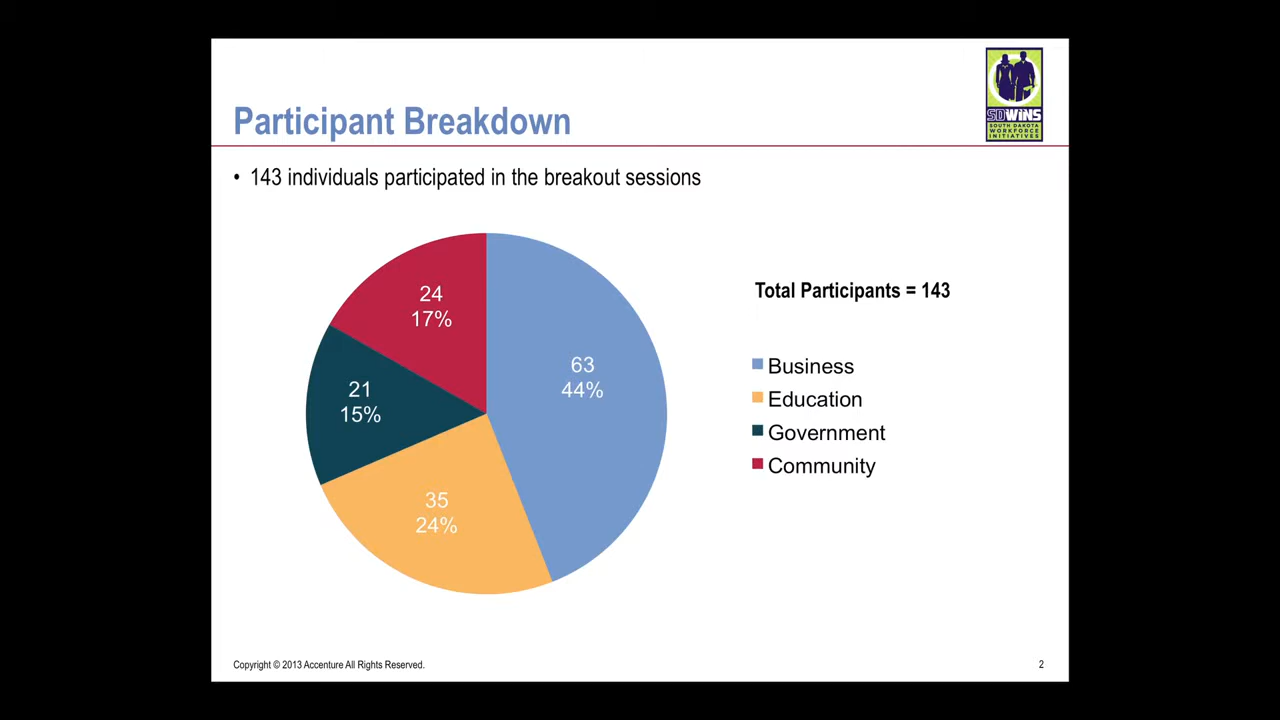 SDWINS
SOUTH DAKOTA
WORKFORCE
INITIATIVES
Participant Breakdown
• 143 individuals participated in the breakout sessions
24
17%
63
44%
21
15%
35
24%
Total Participants = 143
Business
Education
Government
Community
Copyright © 2013 Accenture All Rights Reserved.
2